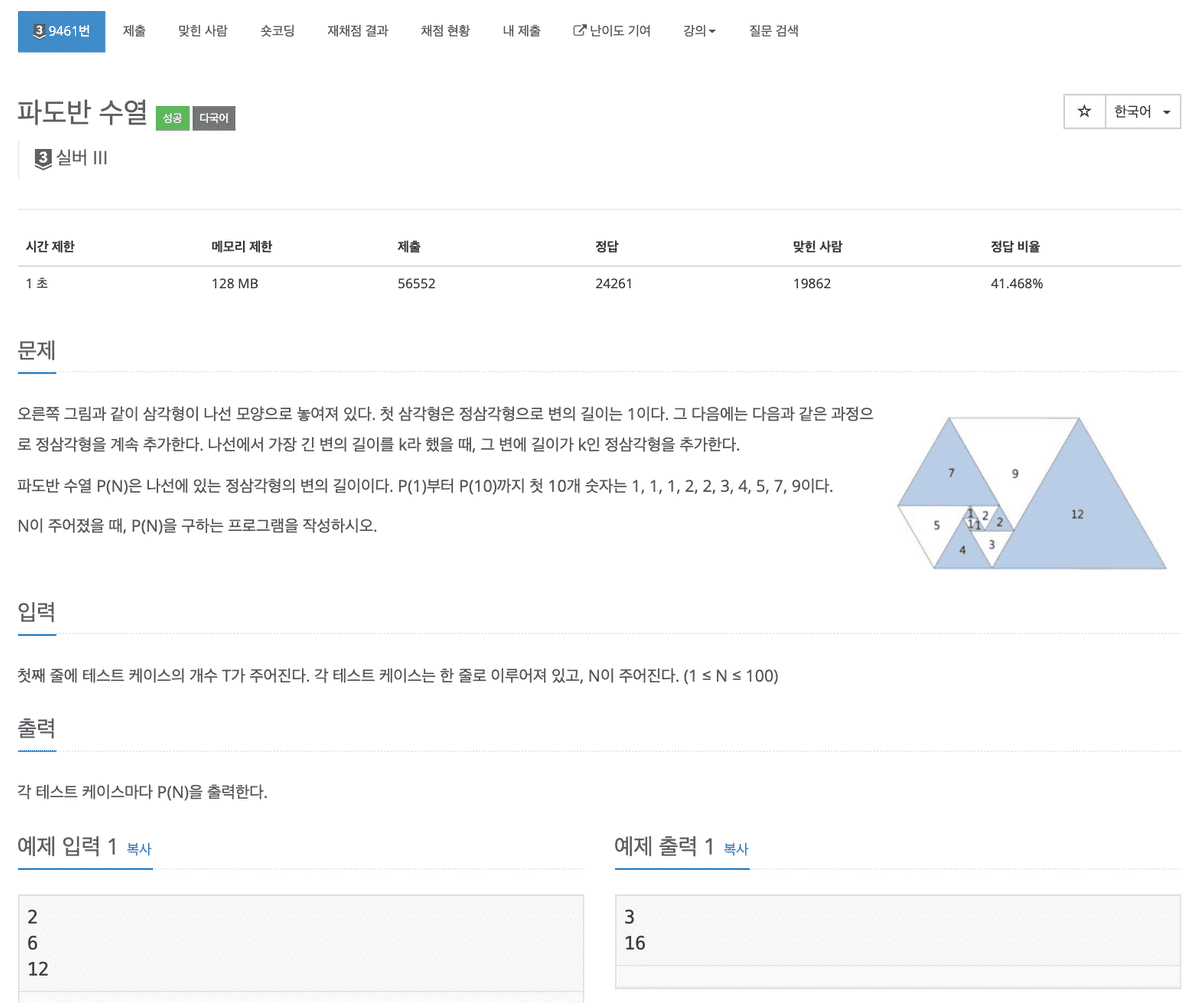 3 9461번 제출 맞힌 사람 숏코딩 재채점 결과 채점 현황 내 제출 난이도 기여 강의 질문 검색
파도반 수열 성공 다국어
한국어
3 실버 III
시간 제한 메모리 제한 제출 정답 맞힌 사람 정답 비율
1 초 128 MB 56552 24261 19862 41.468%
문제
오른쪽 그림과 같이 삼각형이 나선 모양으로 놓여져 있다. 첫 삼각형은 정삼각형으로 변의 길이는 1이다. 그 다음에는 다음과 같은 과정으
로 정삼각형을 계속 추가한다. 나선에서 가장 긴 변의 길이를 k라 했을 때, 그 변에 길이가 k인 정삼각형을 추가한다.
파도반 수열 P(N)은 나선에 있는 정삼각형의 변의 길이이다. P(1)부터 P(10)까지 첫 10개 숫자는 1, 1, 1, 2, 2, 3, 4, 5, 7, 9이다.
N이 주어졌을 때, P(N)을 구하는 프로그램을 작성하시오.
7 9
12
1 2
5 1 1 2
4 3
입력
첫째 줄에 테스트 케이스의 개수 T가 주어진다. 각 테스트 케이스는 한 줄로 이루어져 있고, N이 주어진다. (1 ≤ N ≤ 100)
출력
각 테스트 케이스마다 P(N)을 출력한다.
예제 입력 1 복사
2
6
12
예제 출력 1 복사
3
16